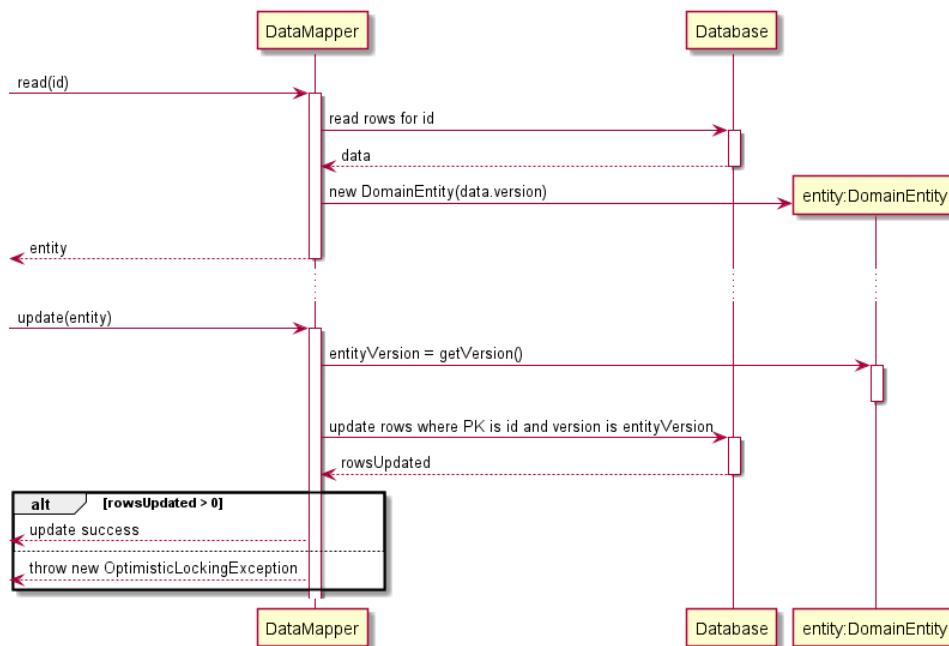 DataMapper
Database
read(id)
read rows for id
data
new DomainEntity(data.version)
entity:DomainEntity
entity
update(entity)
entityVersion = getVersion()
update rows where PK is id and version is entityVersion
rowsUpdated
alt [rowsUpdated > 0]
update success
throw new OptimisticLockingException
DataMapper
Database
entity:DomainEntity